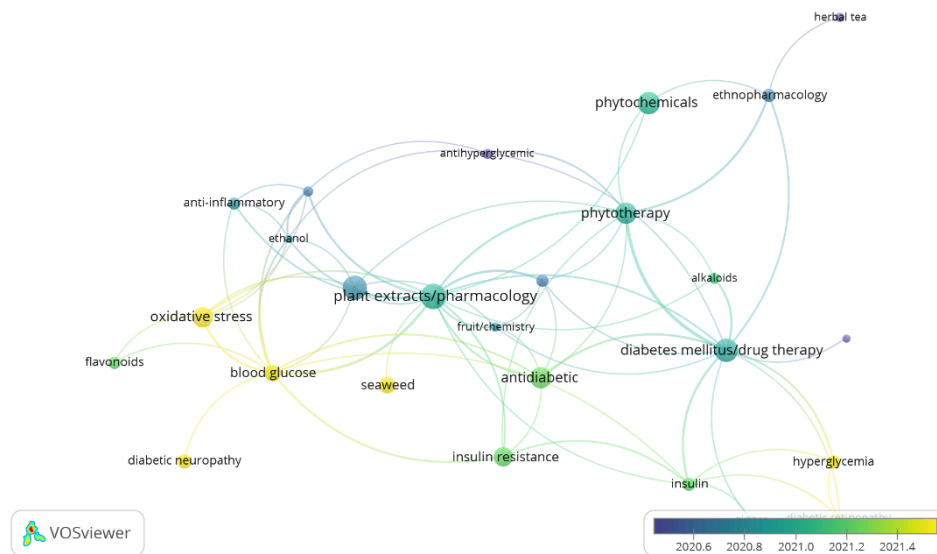 herbal tea
ethnopharmacology
phytochemicals
antihyperglycemic
anti-inflammatory
phytotherapy
ethanol
alkaloids
plant extracts/pharmacology
oxidative stress
fruit/chemistry
diabetes mellitus/drug therapy
flavonoids
blood glucose
seaweed
antidiabetic
insulin resistance
diabetic neuropathy
hyperglycemia
insulin
diabetic retinopathy
VOSviewer
2020.6 2020.8 2021.0 2021.2 2021.4